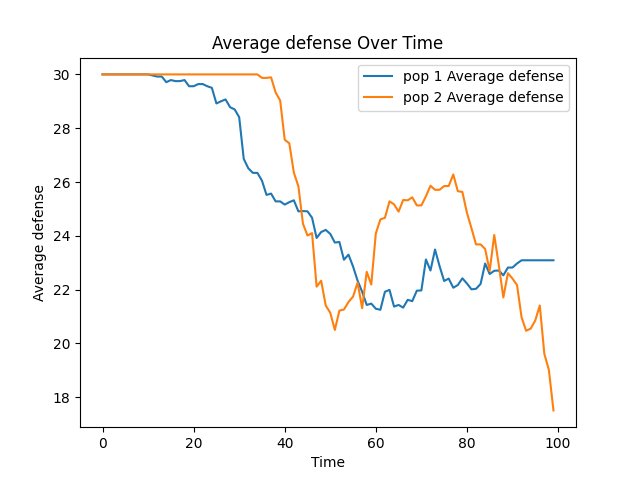 Average defense Over Time
pop 1 Average defense
pop 2 Average defense
Average defense
30
28
26
24
22
20
18
0 20 40 60 80 100
Time